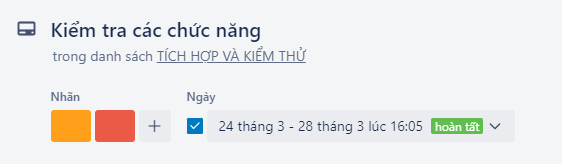 Kiểm tra các chức năng
trong danh sách TÍCH HỢP VÀ KIỂM THỬ
Nhãn Ngày
24 tháng 3 - 28 tháng 3 lúc 16:05 hoàn tất